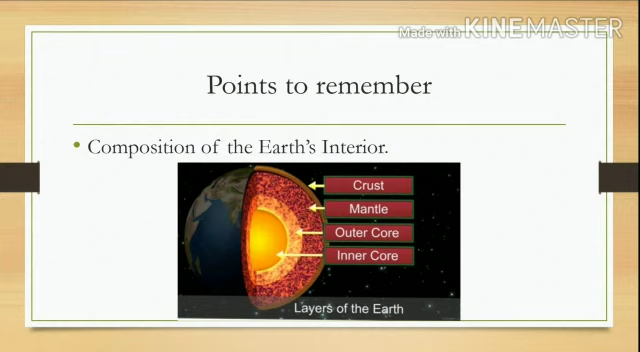 Made with KINEMASTER
Points to remember
• Composition of the Earth's Interior.
Crust
Mantle
Outer Core
Inner Core
Layers of the Earth